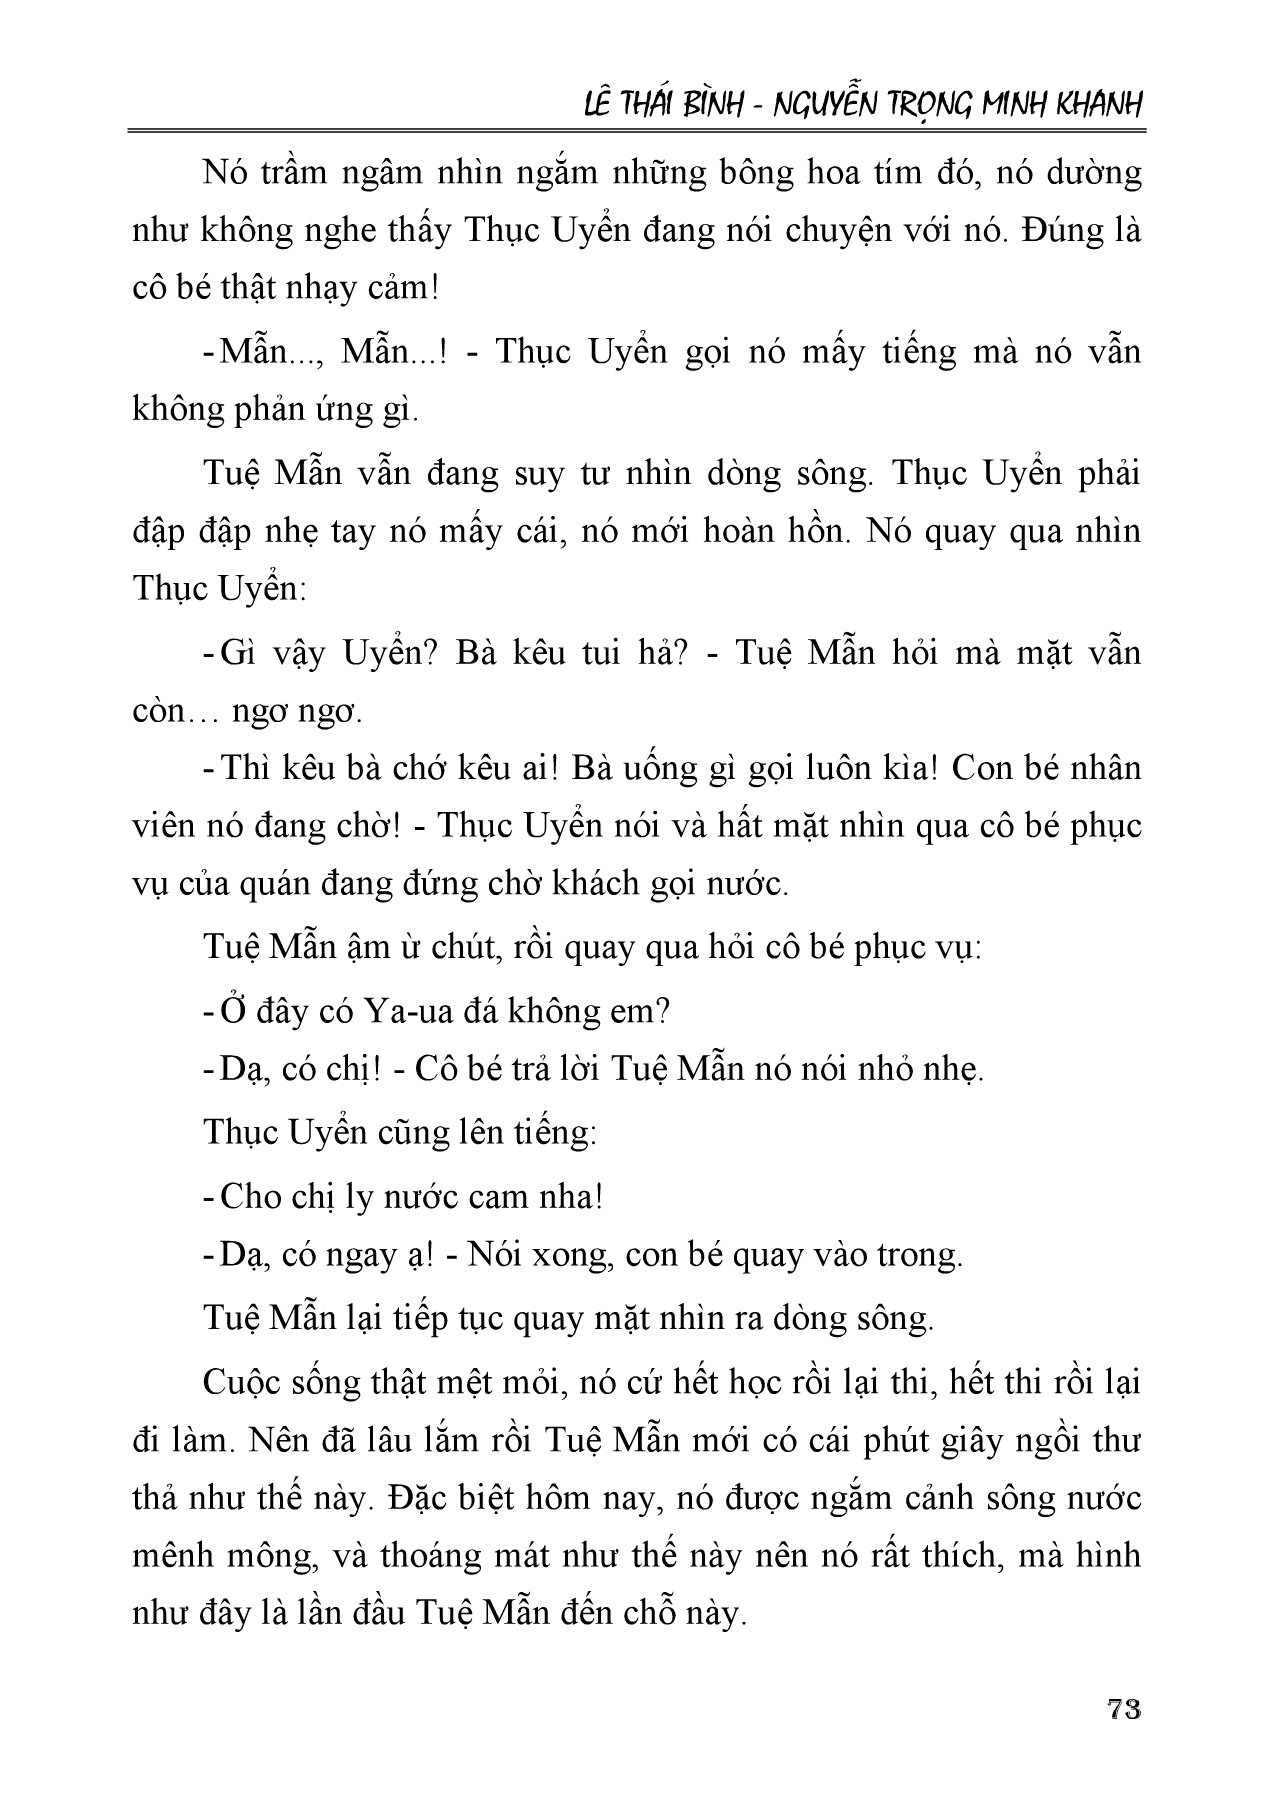 LÊ THÁI BÌNH - NGUYỄN TRỌNG MINH KHANH
Nó trầm ngâm nhìn ngắm những bông hoa tím đó, nó dường
như không nghe thấy Thục Uyển đang nói chuyện với nó. Đúng là
cô bé thật nhạy cảm!
- Mẫn..., Mẫn...! - Thục Uyển gọi nó mấy tiếng mà nó vẫn
không phản ứng gì.
Tuệ Mẫn vẫn đang suy tư nhìn dòng sông. Thục Uyển phải
đập đập nhẹ tay nó mấy cái, nó mới hoàn hồn. Nó quay qua nhìn
Thục Uyển:
- Gì vậy Uyển? Bà kêu tui hả? - Tuệ Mẫn hỏi mà mặt vẫn
còn… ngơ ngơ.
- Thì kêu bà chớ kêu ai! Bà uống gì gọi luôn kìa! Con bé nhân
viên nó đang chờ! - Thục Uyển nói và hất mặt nhìn qua cô bé phục
vụ của quán đang đứng chờ khách gọi nước.
Tuệ Mẫn ậm ừ chút, rồi quay qua hỏi cô bé phục vụ:
- Ở đây có Ya-ua đá không em?
- Dạ, có chị! - Cô bé trả lời Tuệ Mẫn nó nói nhỏ nhẹ.
Thục Uyển cũng lên tiếng:
- Cho chị ly nước cam nha!
- Dạ, có ngay ạ! - Nói xong, con bé quay vào trong.
Tuệ Mẫn lại tiếp tục quay mặt nhìn ra dòng sông.
Cuộc sống thật mệt mỏi, nó cứ hết học rồi lại thi, hết thi rồi lại
đi làm. Nên đã lâu lắm rồi Tuệ Mẫn mới có cái phút giây ngồi thư
thả như thế này. Đặc biệt hôm nay, nó được ngắm cảnh sông nước
mênh mông, và thoáng mát như thế này nên nó rất thích, mà hình
như đây là lần đầu Tuệ Mẫn đến chỗ này.
73